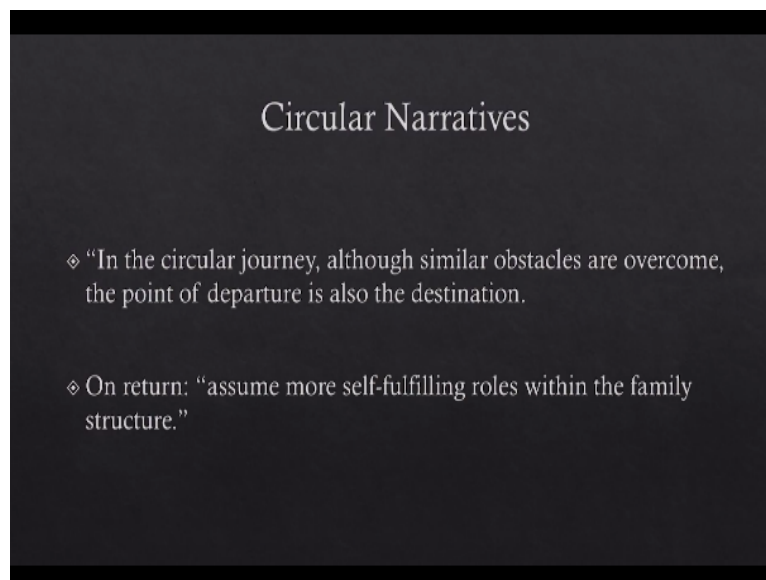 Circular Narratives
“In the circular journey, although similar obstacles are overcome,
the point of departure is also the destination.
On return: “assume more self-fulfilling roles within the family
structure.”